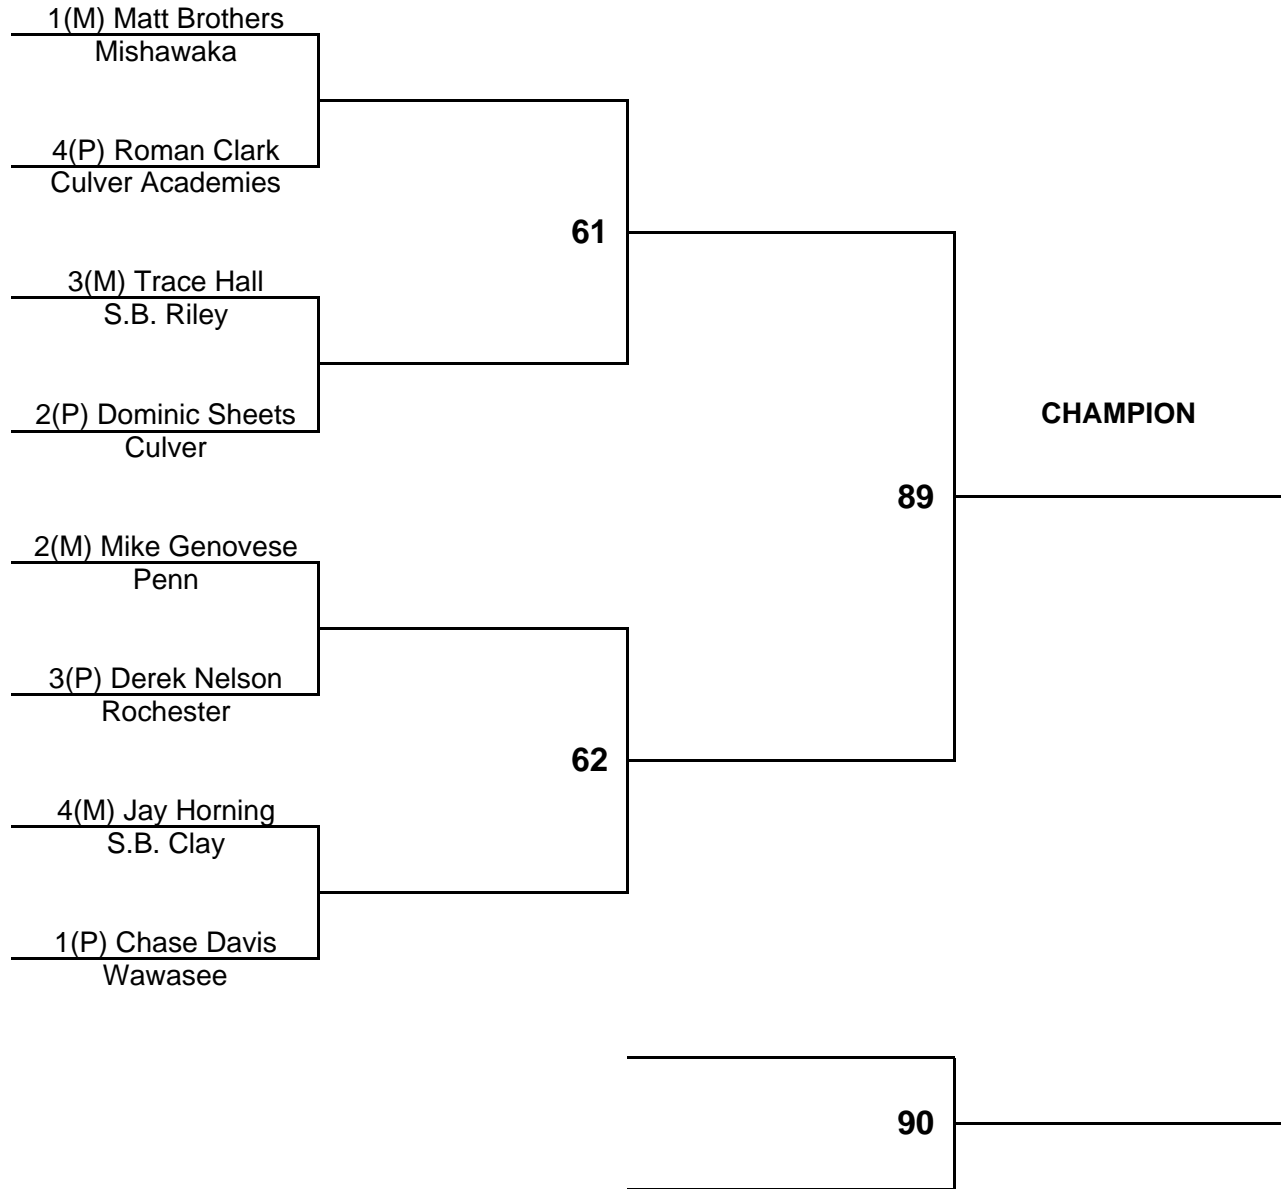 1(M) Matt Brothers
Mishawaka
4(P) Roman Clark
Culver Academies
61
3(M) Trace Hall
S.B. Riley
2(P) Dominic Sheets
Culver
CHAMPION
89
2(M) Mike Genovese
Penn
3(P) Derek Nelson
Rochester
62
4(M) Jay Horning
S.B. Clay
1(P) Chase Davis
Wawasee
90